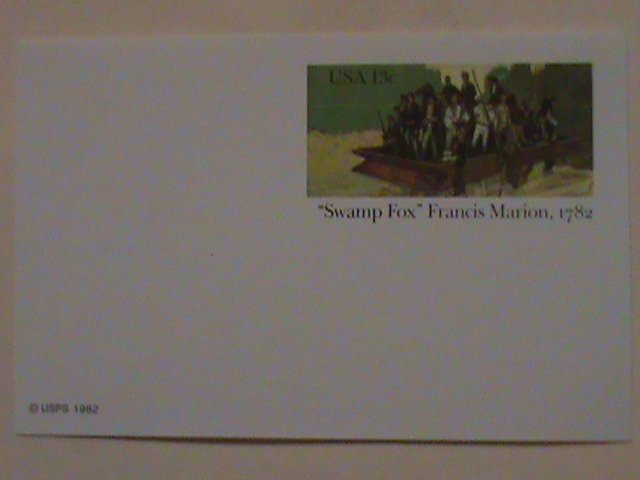 USA 13c
"Swamp Fox" Francis Marion, 1782
© USPS 1982